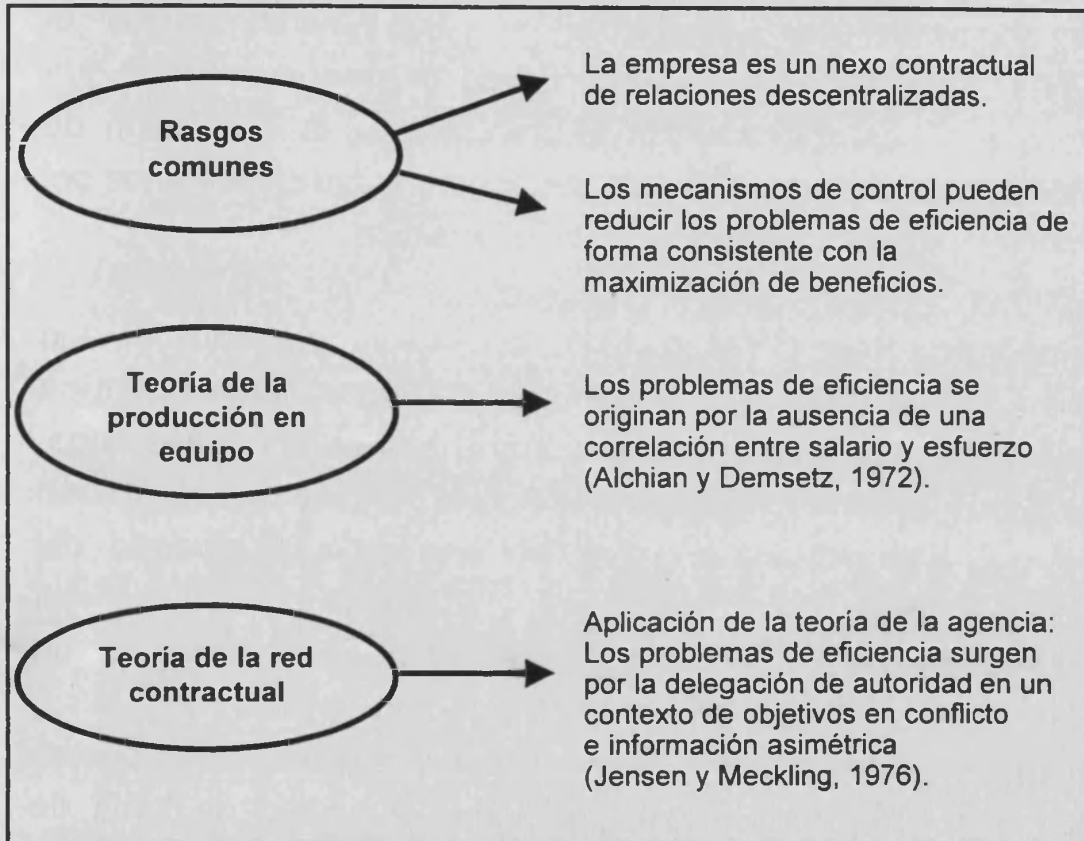 Rasgos
comunes
La empresa es un nexo contractual
de relaciones descentralizadas.
Los mecanismos de control pueden
reducir los problemas de eficiencia de
forma consistente con la
maximización de beneficios.
Teoría de la
producción en
equipo
Los problemas de eficiencia se
originan por la ausencia de una
correlación entre salario y esfuerzo
(Alchian y Demsetz, 1972).
Teoría de la red
contractual
Aplicación de la teoría de la agencia:
Los problemas de eficiencia surgen
por la delegación de autoridad en un
contexto de objetivos en conflicto
e información asimétrica
(Jensen y Meckling, 1976).